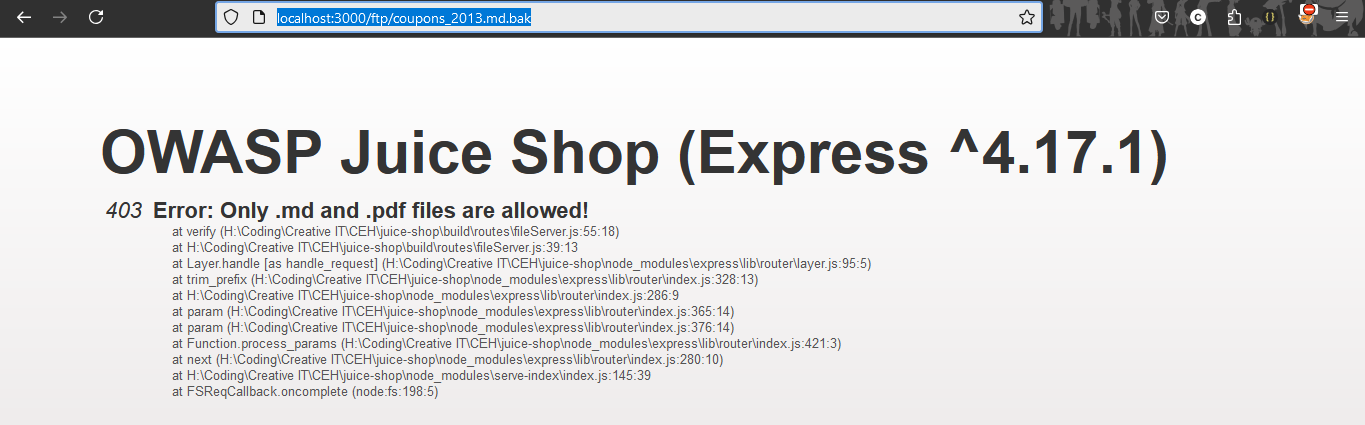 localhost:3000/ftp/coupons_2013.md.bak
OWASP Juice Shop (Express ^4.17.1)
403 Error: Only .md and .pdf files are allowed!
at verify (H:\Coding\Creative IT\CEH\juice-shop\build\routes\fileServer.js:55:18)
at H:\Coding\Creative IT\CEH\juice-shop\build\routes\fileServer.js:39:13
at Layer.handle [as handle_request] (H:\Coding\Creative IT\CEH\juice-shop\node_modules\express\lib\router\layer.js:95:5)
at trim_prefix (H:\Coding\Creative IT\CEH\juice-shop\node_modules\express\lib\router\index.js:328:13)
at H:\Coding\Creative IT\CEH\juice-shop\node_modules\express\lib\router\index.js:286:9
at param (H:\Coding\Creative IT\CEH\juice-shop\node_modules\express\lib\router\index.js:365:14)
at param (H:\Coding\Creative IT\CEH\juice-shop\node_modules\express\lib\router\index.js:376:14)
at Function.process_params (H:\Coding\Creative IT\CEH\juice-shop\node_modules\express\lib\router\index.js:421:3)
at next (H:\Coding\Creative IT\CEH\juice-shop\node_modules\express\lib\router\index.js:280:10)
at H:\Coding\Creative IT\CEH\juice-shop\node_modules\serve-index\index.js:145:39
at FSReqCallback.oncomplete (node:fs:198:5)